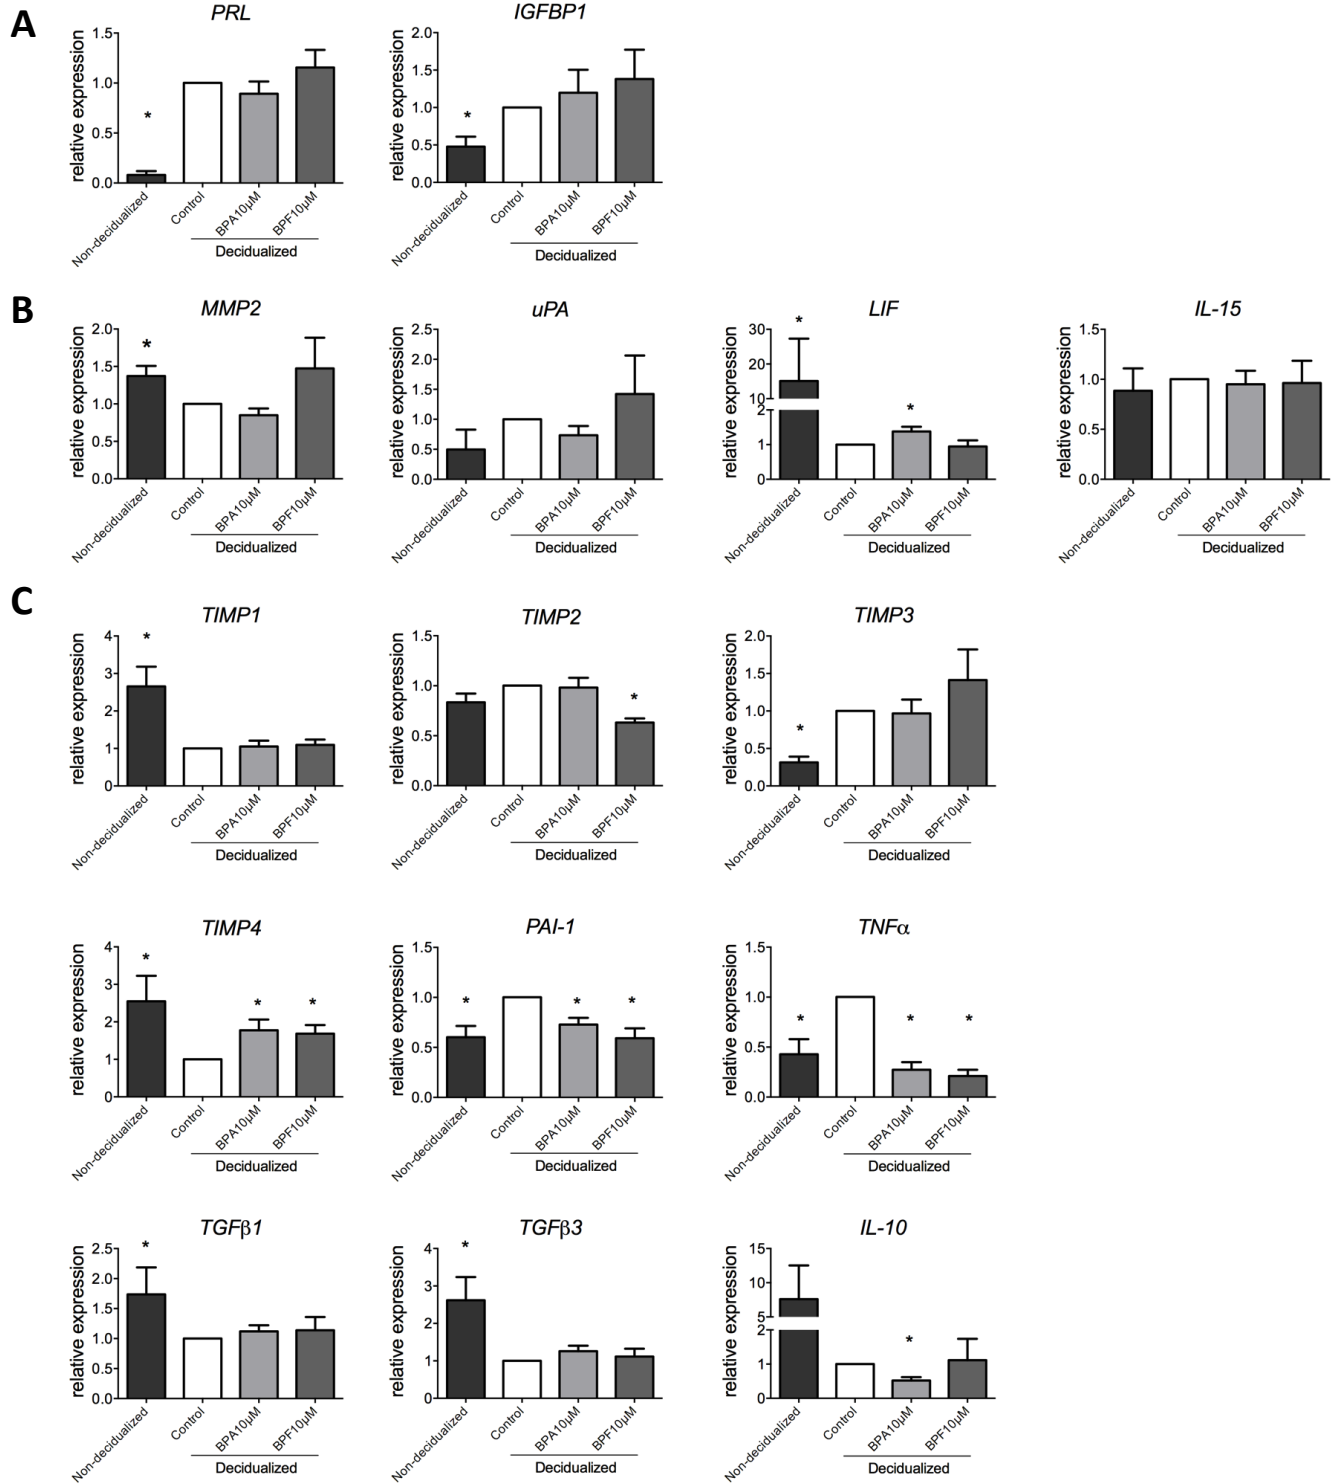 A
PRL
IGFBP1
relative expression
1.5
1.0
0.5
0.0
*
Non-decidualized
Control
BPA10µM
BPF10µM
Decidualized
relative expression
2.0
1.5
1.0
0.5
0.0
*
Non-decidualized
Control
BPA10µM
BPF10µM
Decidualized
B
MMP2
uPA
LIF
IL-15
relative expression
2.0
1.5
1.0
0.5
0.0
*
Non-decidualized
Control
BPA10µM
BPF10µM
Decidualized
relative expression
2.5
2.0
1.5
1.0
0.5
0.0
Non-decidualized
Control
BPA10µM
BPF10µM
Decidualized
relative expression
30
20
10
2
1
0
*
*
Non-decidualized
Control
BPA10µM
BPF10µM
Decidualized
relative expression
1.5
1.0
0.5
0.0
Non-decidualized
Control
BPA10µM
BPF10µM
Decidualized
C
TIMP1
TIMP2
TIMP3
relative expression
4
3
2
1
0
*
Non-decidualized
Control
BPA10µM
BPF10µM
Decidualized
relative expression
1.5
1.0
0.5
0.0
*
Non-decidualized
Control
BPA10µM
BPF10µM
Decidualized
relative expression
2.0
1.5
1.0
0.5
0.0
*
Non-decidualized
Control
BPA10µM
BPF10µM
Decidualized
TIMP4
PAI-1
TNFα
relative expression
4
3
2
1
0
*
*
*
Non-decidualized
Control
BPA10µM
BPF10µM
Decidualized
relative expression
1.5
1.0
0.5
0.0
*
*
*
Non-decidualized
Control
BPA10µM
BPF10µM
Decidualized
relative expression
1.5
1.0
0.5
0.0
*
*
*
Non-decidualized
Control
BPA10µM
BPF10µM
Decidualized
TGFβ1
TGFβ3
IL-10
relative expression
2.5
2.0
1.5
1.0
0.5
0.0
*
Non-decidualized
Control
BPA10µM
BPF10µM
Decidualized
relative expression
4
3
2
1
0
*
Non-decidualized
Control
BPA10µM
BPF10µM
Decidualized
relative expression
15
10
5
2
1
0
*
Non-decidualized
Control
BPA10µM
BPF10µM
Decidualized